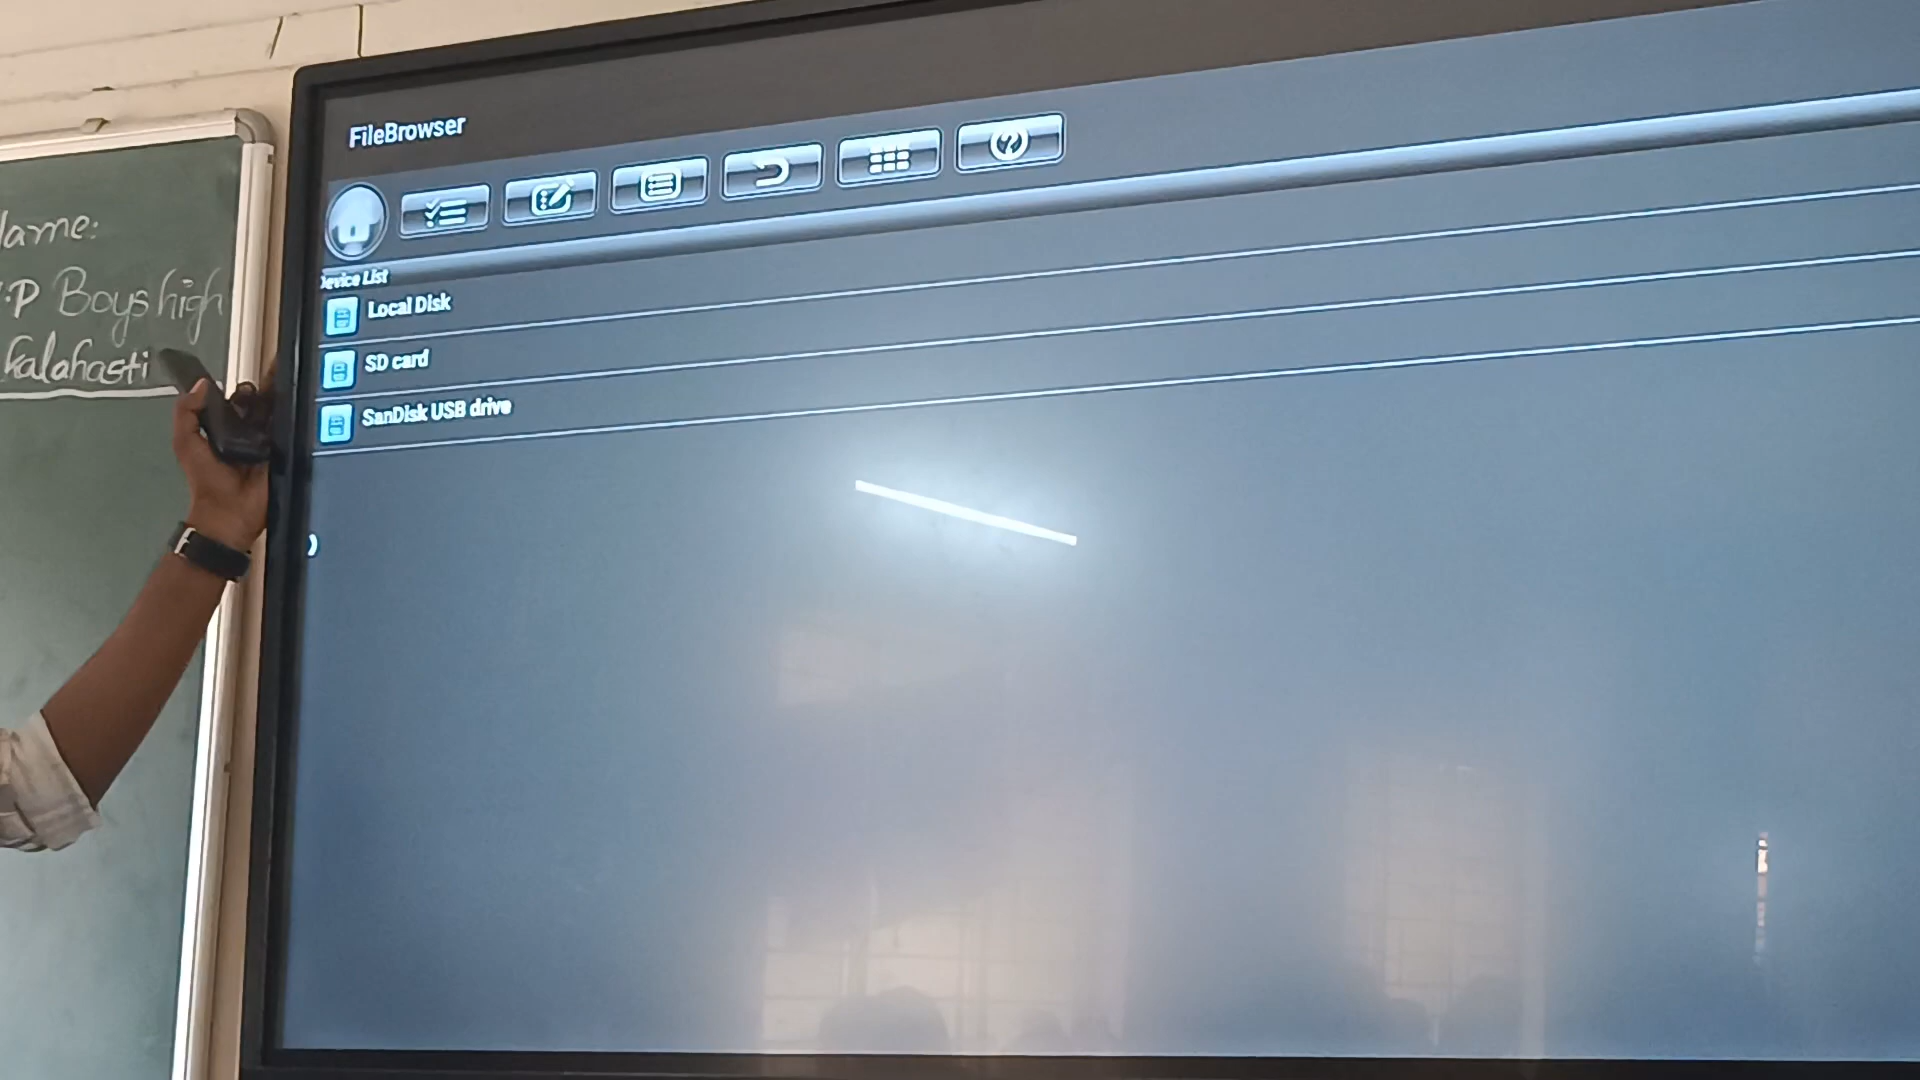 FileBrowser
Device List
Local Disk
SD card
SanDisk USB drive
lame:
.P Boys high
kalahasti